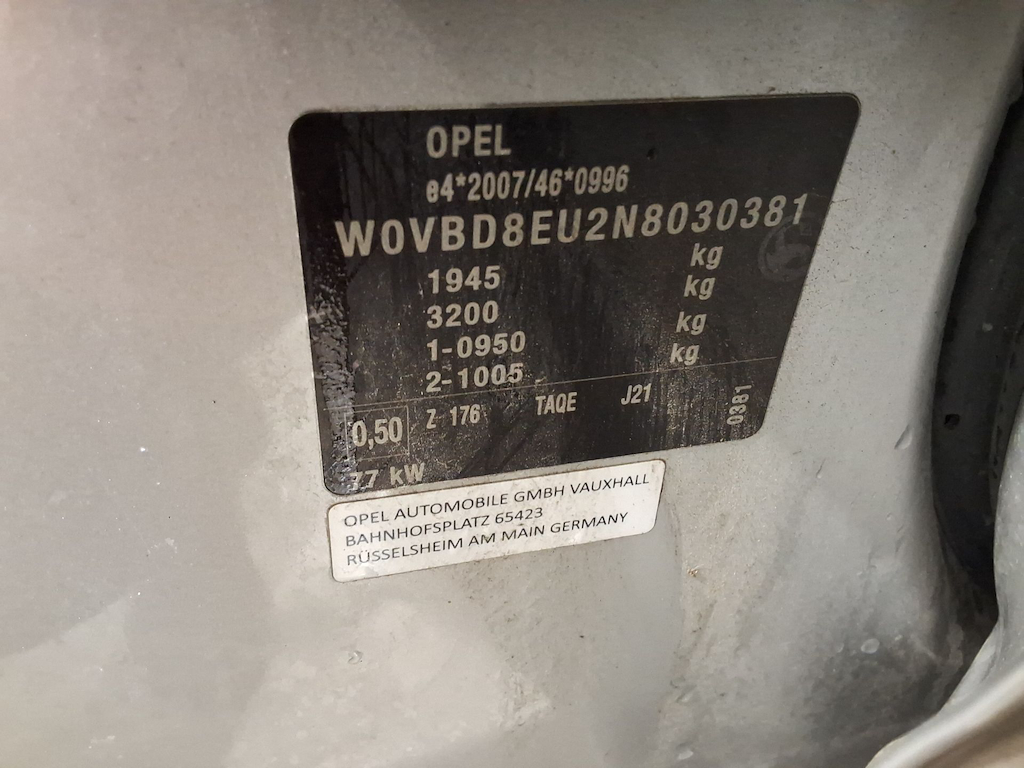 OPEL
e4*2007/46*0996
W0VBD8EU2N8030381
1945 kg
3200 kg
1-0950 kg
2-1005 kg
0,50 Z 176 TAQE J21 0381
77 kW
OPEL AUTOMOBILE GMBH VAUXHALL
BAHNHOFSPLATZ 65423
RÜSSELSHEIM AM MAIN GERMANY